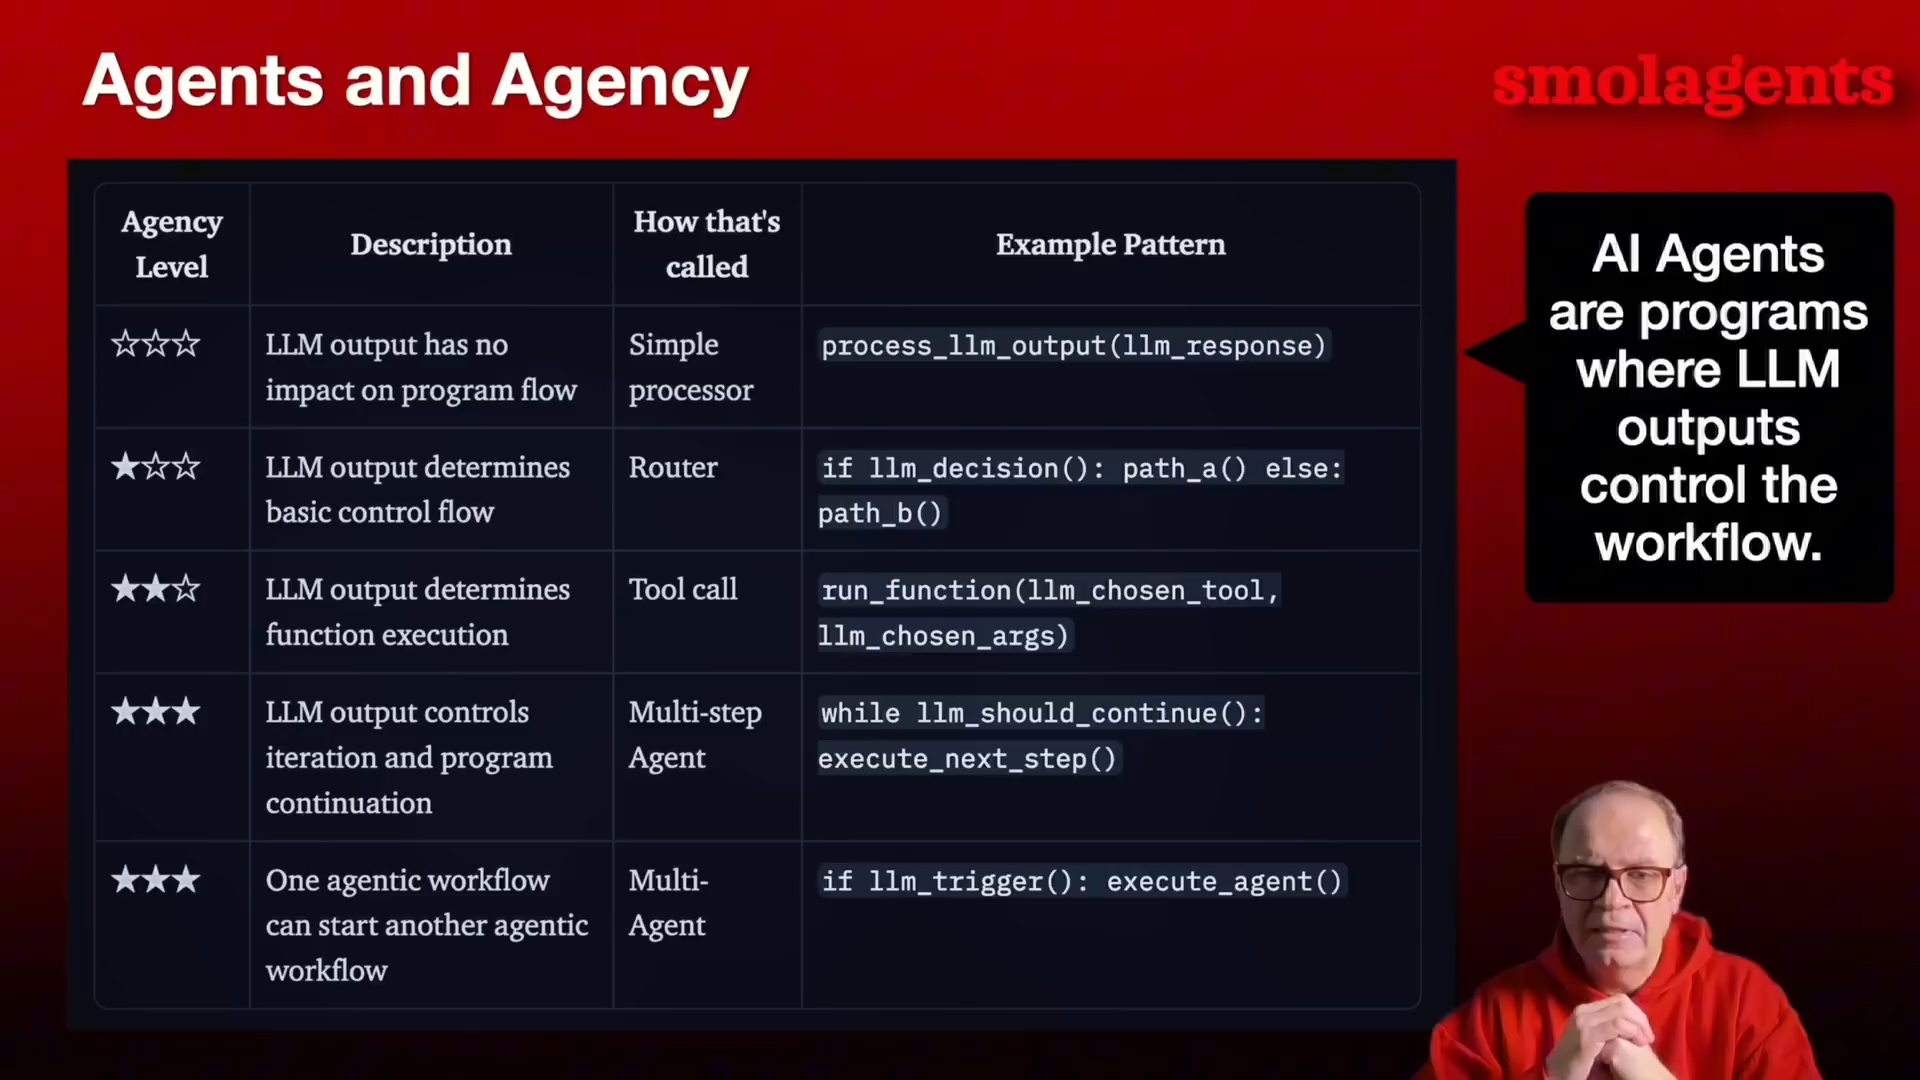 Agents and Agency
smolagents
Agency Level
Description
How that's called
Example Pattern
☆☆☆
LLM output has no
impact on program flow
Simple
processor
process_llm_output(llm_response)
★☆☆
LLM output determines
basic control flow
Router
if llm_decision(): path_a() else:
path_b()
★★☆
LLM output determines
function execution
Tool call
run_function(llm_chosen_tool,
llm_chosen_args)
★★★
LLM output controls
iteration and program
continuation
Multi-step
Agent
while llm_should_continue():
execute_next_step()
★★★
One agentic workflow
can start another agentic
workflow
Multi-
Agent
if llm_trigger(): execute_agent()
AI Agents
are programs
where LLM
outputs
control the
workflow.